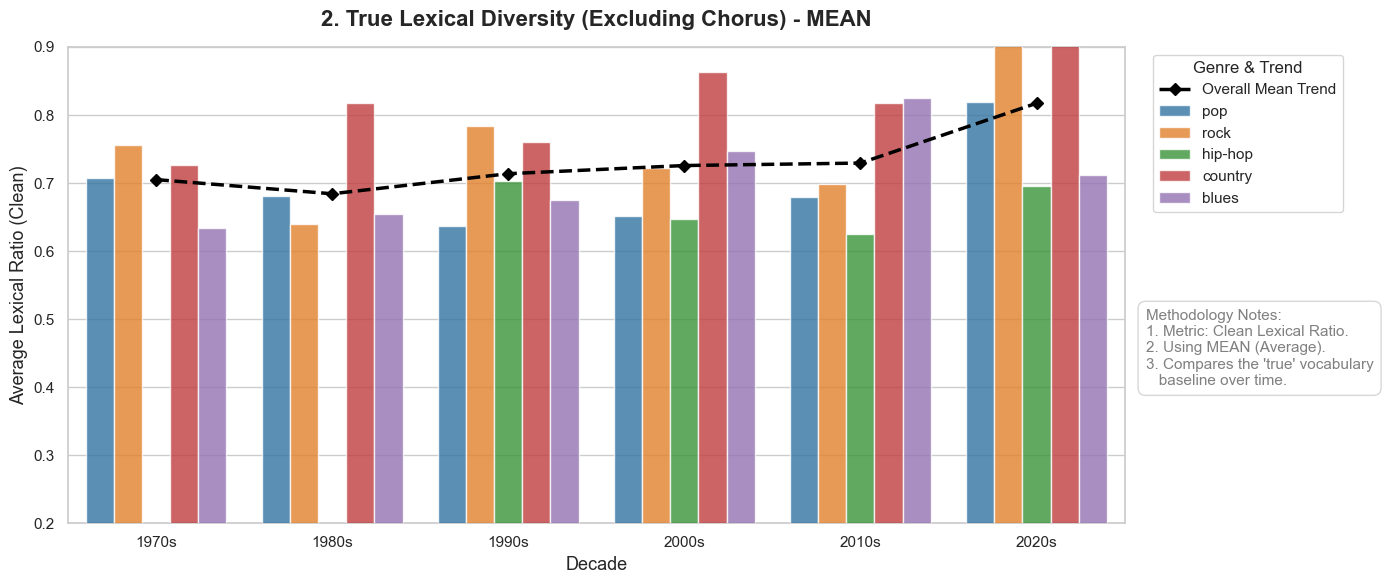 2. True Lexical Diversity (Excluding Chorus) - MEAN
Average Lexical Ratio (Clean)
0.9
0.8
0.7
0.6
0.5
0.4
0.3
0.2
1970s
1980s
1990s
2000s
2010s
2020s
Decade
Genre & Trend
Overall Mean Trend
pop
rock
hip-hop
country
blues
Methodology Notes:
1. Metric: Clean Lexical Ratio.
2. Using MEAN (Average).
3. Compares the 'true' vocabulary
baseline over time.